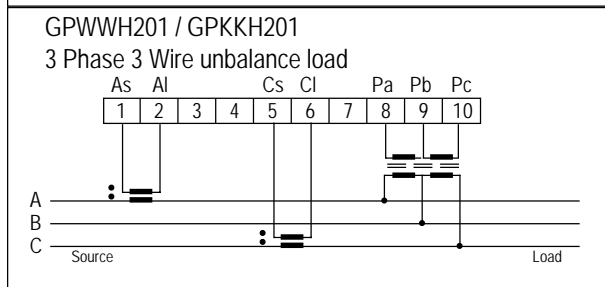 GPWWH201 / GPKKH201
3 Phase 3 Wire unbalance load
As Al Cs Cl Pa Pb Pc
1 2 3 4 5 6 7 8 9 10
A
B
C
Source Load